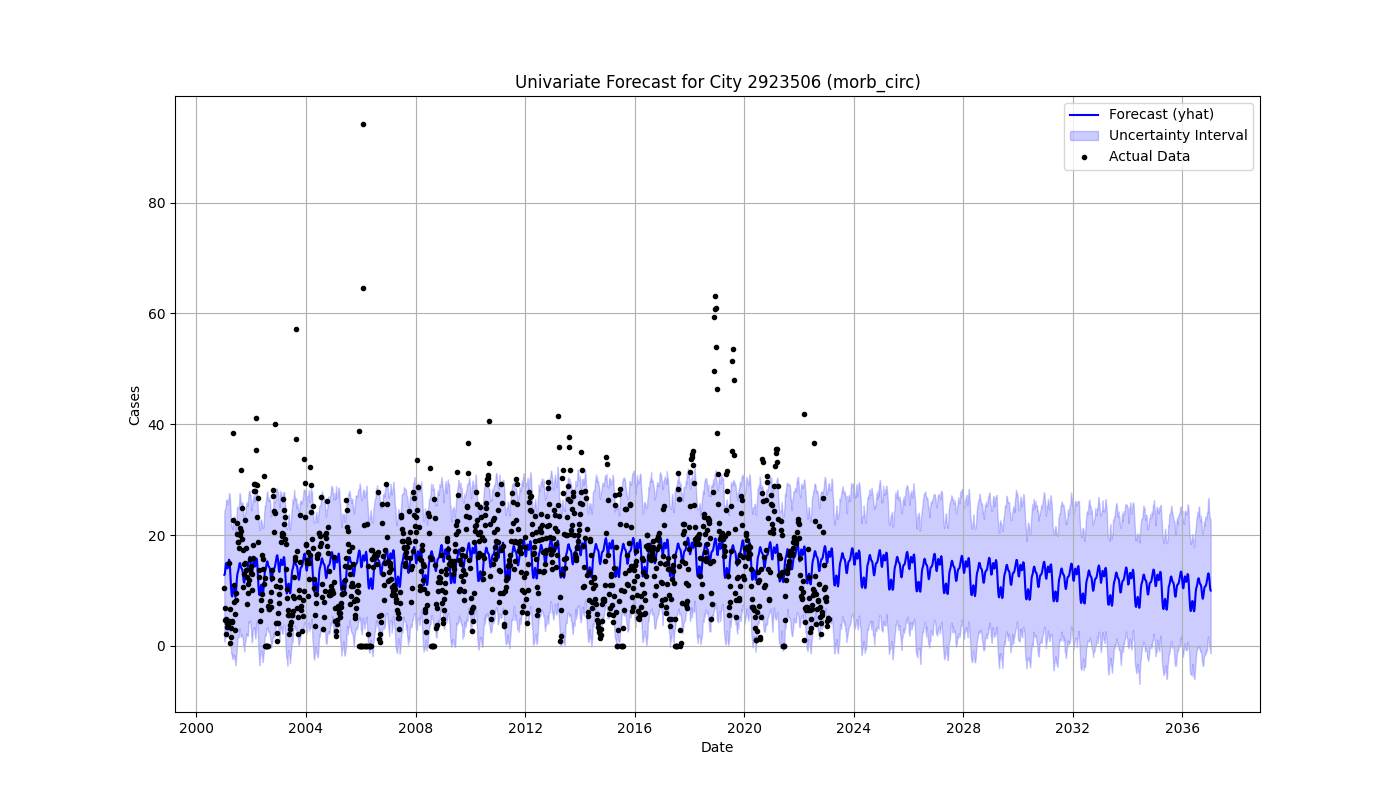 Univariate Forecast for City 2923506 (morb_circ)
Forecast (yhat)
Uncertainty Interval
Actual Data
Cases
80
60
40
20
0
2000 2004 2008 2012 2016 2020 2024 2028 2032 2036
Date